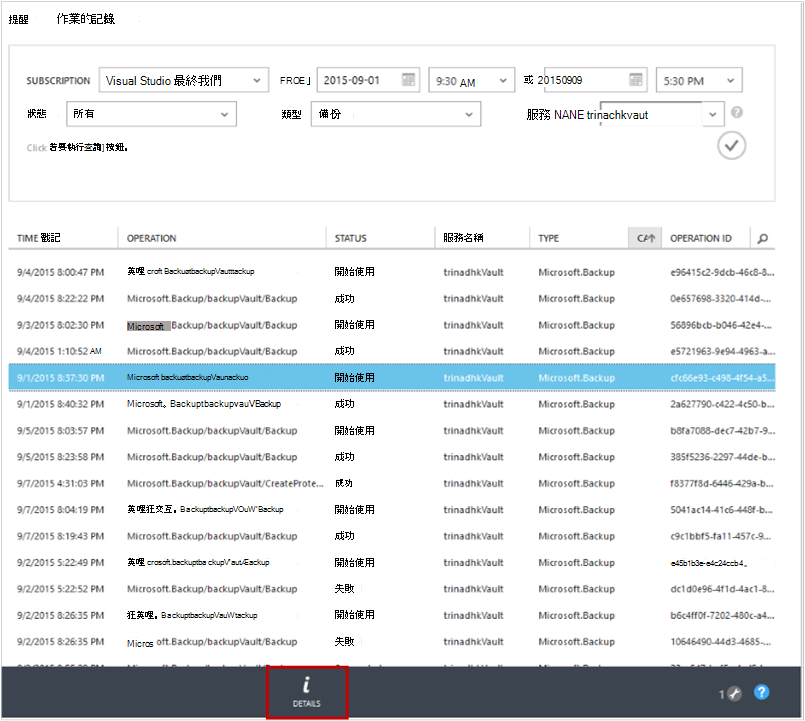 提醒 作業的記錄
SUBSCRIPTION Visual Studio 最終我們 FROE」 2015-09-01 9:30 AM 或 20150909 5:30 PM
狀態 所有 類型 備份 服務 NANE trinachkvaut
Click 若要執行查詢] 按鈕。
TIME 戳記 OPERATION STATUS 服務名稱 TYPE OPERATION ID
9/4/2015 8:00:47 PM 英哩 croft Backuatbackup\Vautttackup 開始使用 trinadhkVault Microsoft.Backup e96415c2-9dcb-46c8-8...
9/4/2015 8:22:22 PM Microsoft.Backup/backupVault/Backup 成功 trinadhkVault Microsoft.Backup 0e657698-3320-414d-...
9/3/2015 8:02:30 PM Microsoft Backup/backupVault/Backup 開始使用 trinadhkVault Microsoft.Backup 56896bcb-b046-42e4-...
9/4/2015 1:10:52 AM Microsoft.Backup/backupVault/Backup 成功 trinadhkVault Microsoft.Backup e5721963-9e94-4963-a...
9/1/2015 8:37:30 PM Microsoft backuatbackupVaunackuo 開始使用 trinadhkVault Microsoft.Backup cfc66e93-c498-4f54-a5...
9/1/2015 8:40:32 PM Microsoft。BackuptbackupvauVBackup 成功 trinadhkVault Microsoft.Backup 2a627790-c422-4c50-b...
9/5/2015 8:03:57 PM Microsoft.Backup/backupVault/Backup 開始使用 trinadhkVault Microsoft.Backup b8fa7088-dec7-42b7-9...
9/5/2015 8:23:58 PM Microsoft.Backup/backupVault/Backup 成功 trinadhkVault Microsoft.Backup 385f5236-2297-44de-b...
9/7/2015 4:31:03 PM Microsoft.Backup/backupVault/CreateProte... 成功 trinadhkVault Microsoft.Backup f8377f8d-6446-429a-b...
9/7/2015 8:04:19 PM 英哩狂交互。BackuptbackupVOuW'Backup 開始使用 trinadhkVault Microsoft.Backup 5041ac14-41c6-448f-b...
9/7/2015 8:19:43 PM Microsoft.Backup/backupVault/Backup 成功 trinadhkVault Microsoft.Backup c9c1bbf5-fa11-457c-9...
9/2/2015 5:22:49 PM 英哩 crosoft.backuptba ckupV'autÆackup 開始使用 trinadhkVault Microsoft.Backup e45b1b3e-e4c24ccb4。
9/2/2015 5:22:52 PM Microsoft.Backup/backupVault/Backup 失敗 trinadhkVault Microsoft.Backup dc1d0e96-4f1d-4ac1-8...
9/2/2015 8:26:35 PM 狂英哩。BackuptbackupVauWtackup 開始使用 trinadhkVault Microsoft.Backup b6c4ff0f-7202-480c-a4...
9/2/2015 8:26:35 PM Micros oft.Backup/backupVault/Backup 失敗 trinadhkVault Microsoft.Backup 10646490-44d3-4685-...
i
DETAILS
1 ?